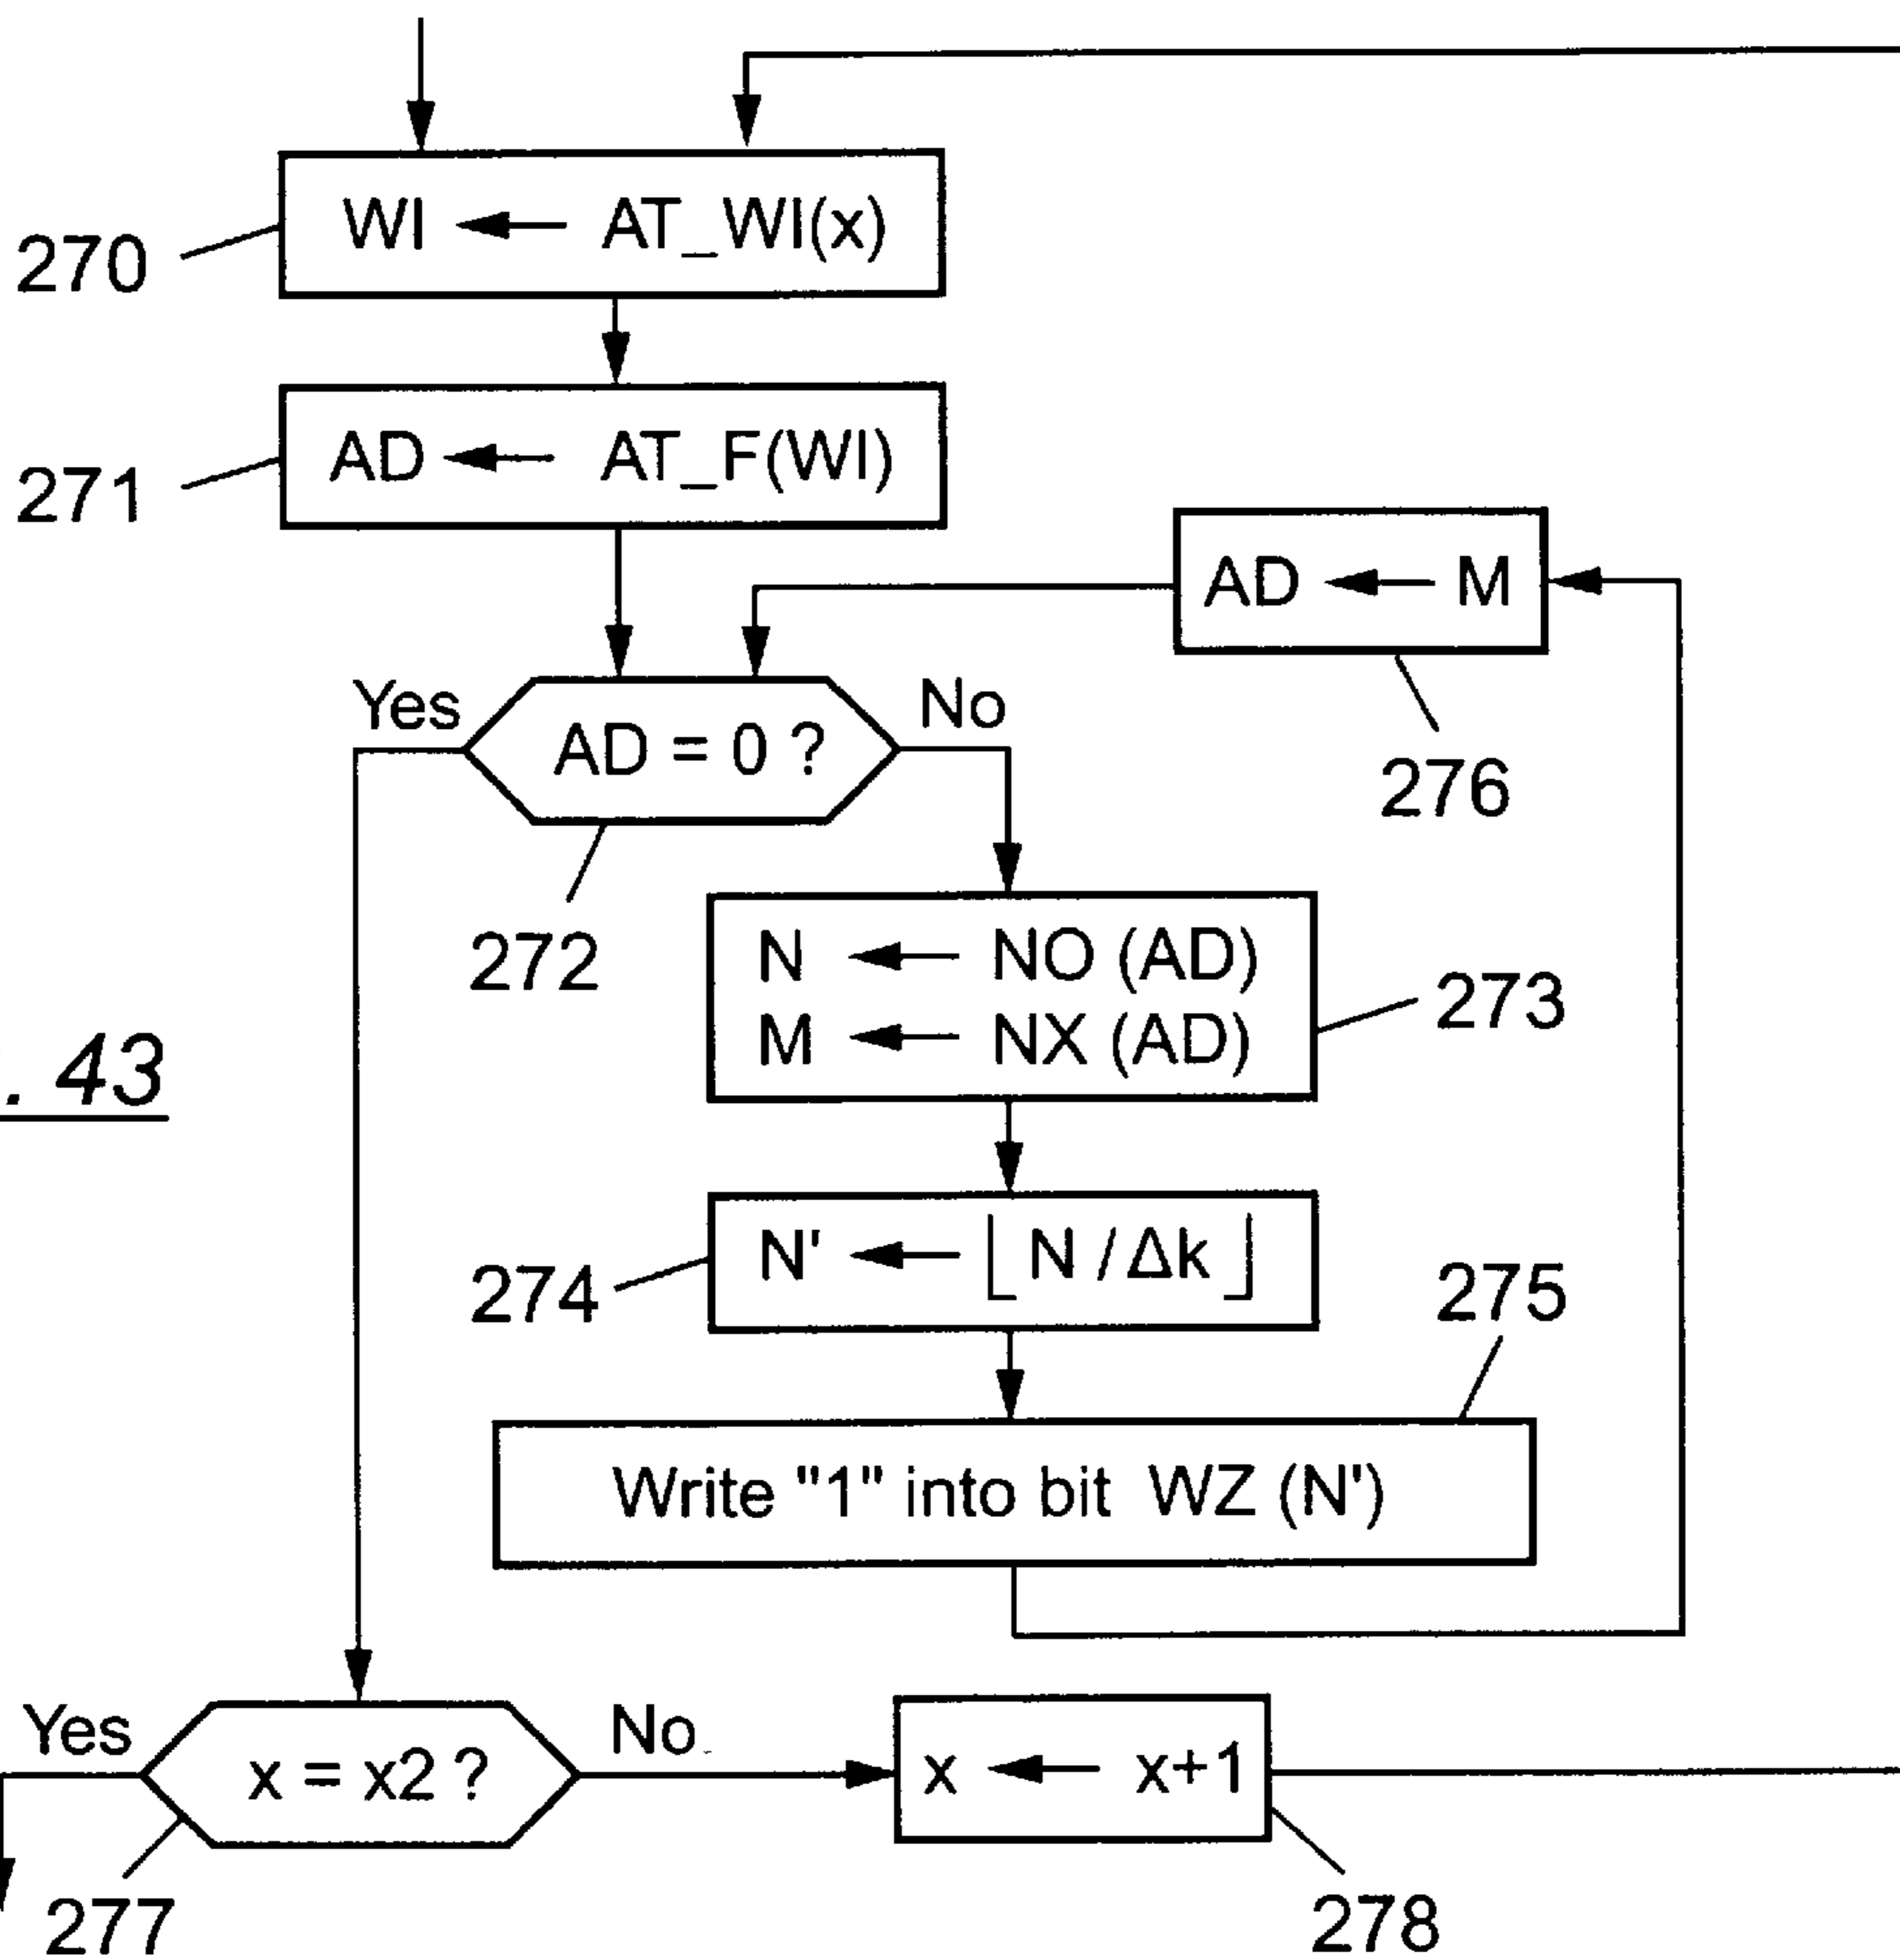 WI ← AT_WI(x)
270
AD ← AT_F(WI)
271
AD ← M
276
Yes
No
AD = 0 ?
272
N ← NO (AD)
M ← NX (AD)
273
. 43
N' ← ⌊ N / Δk ⌋
274
275
Write "1" into bit WZ (N')
Yes
No
x = x2 ?
x ← x+1
277
278